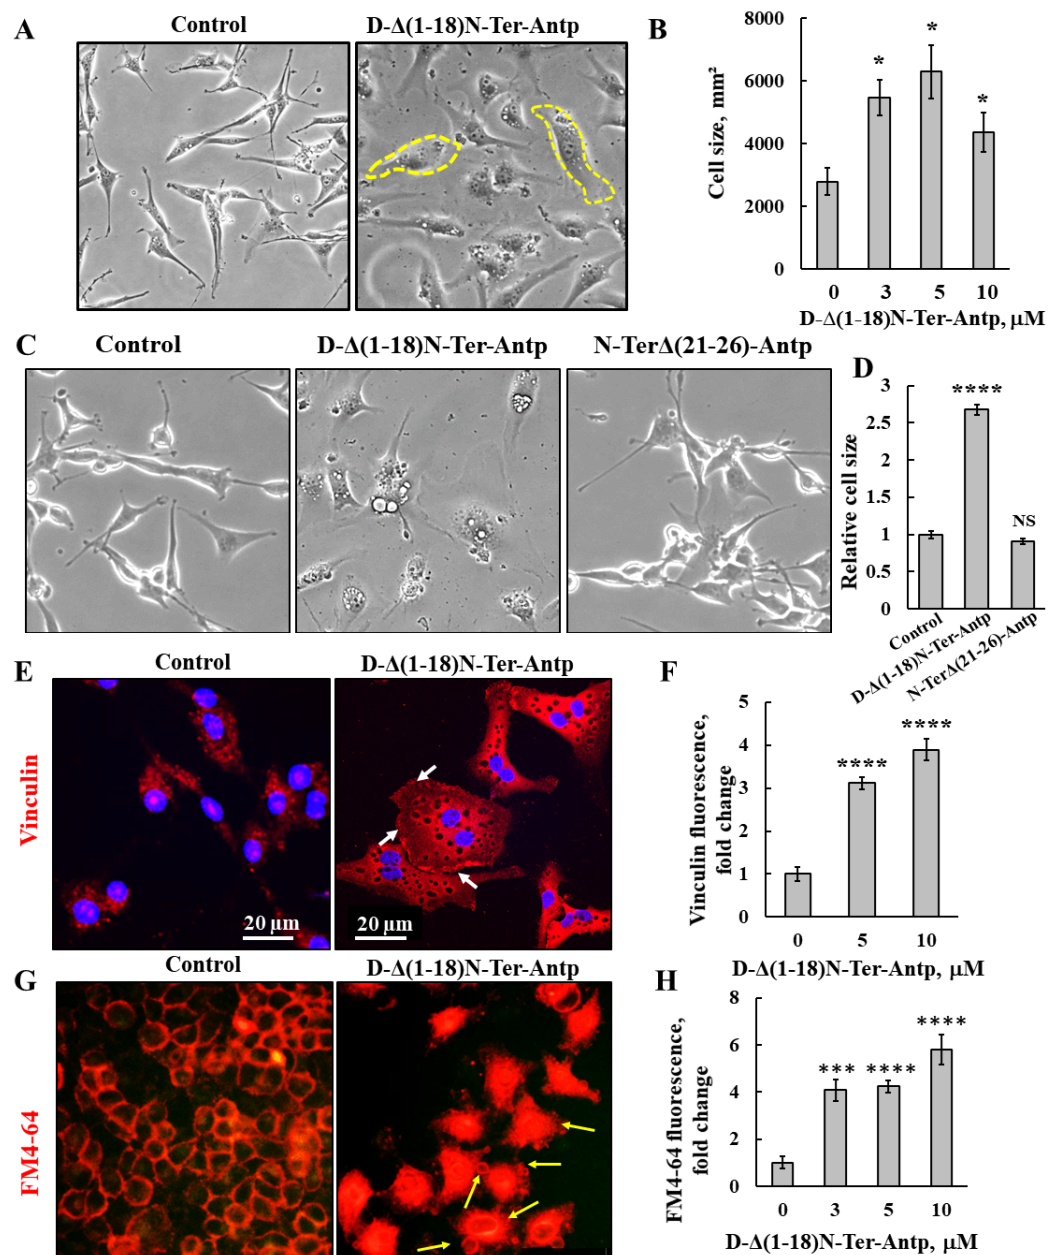 A
Control
D-Δ(1-18)N-Ter-Antp
B
Cell size, mm²
8000
6000
4000
2000
0
*
*
*
0 3 5 10
D-Δ(1-18)N-Ter-Antp, μM
C
Control
D-Δ(1-18)N-Ter-Antp
N-TerΔ(21-26)-Antp
D
Relative cell size
3
2.5
2
1.5
1
0.5
0
****
NS
Control
D-Δ(1-18)N-Ter-Antp
N-TerΔ(21-26)-Antp
E
Control
D-Δ(1-18)N-Ter-Antp
Vinculin
20 μm
20 μm
F
Vinculin fluorescence,
fold change
5
4
3
2
1
0
****
****
0 5 10
D-Δ(1-18)N-Ter-Antp, μM
G
Control
D-Δ(1-18)N-Ter-Antp
FM4-64
H
FM4-64 fluorescence,
fold change
8
6
4
2
0
***
****
****
0 3 5 10
D-Δ(1-18)N-Ter-Antp, μM